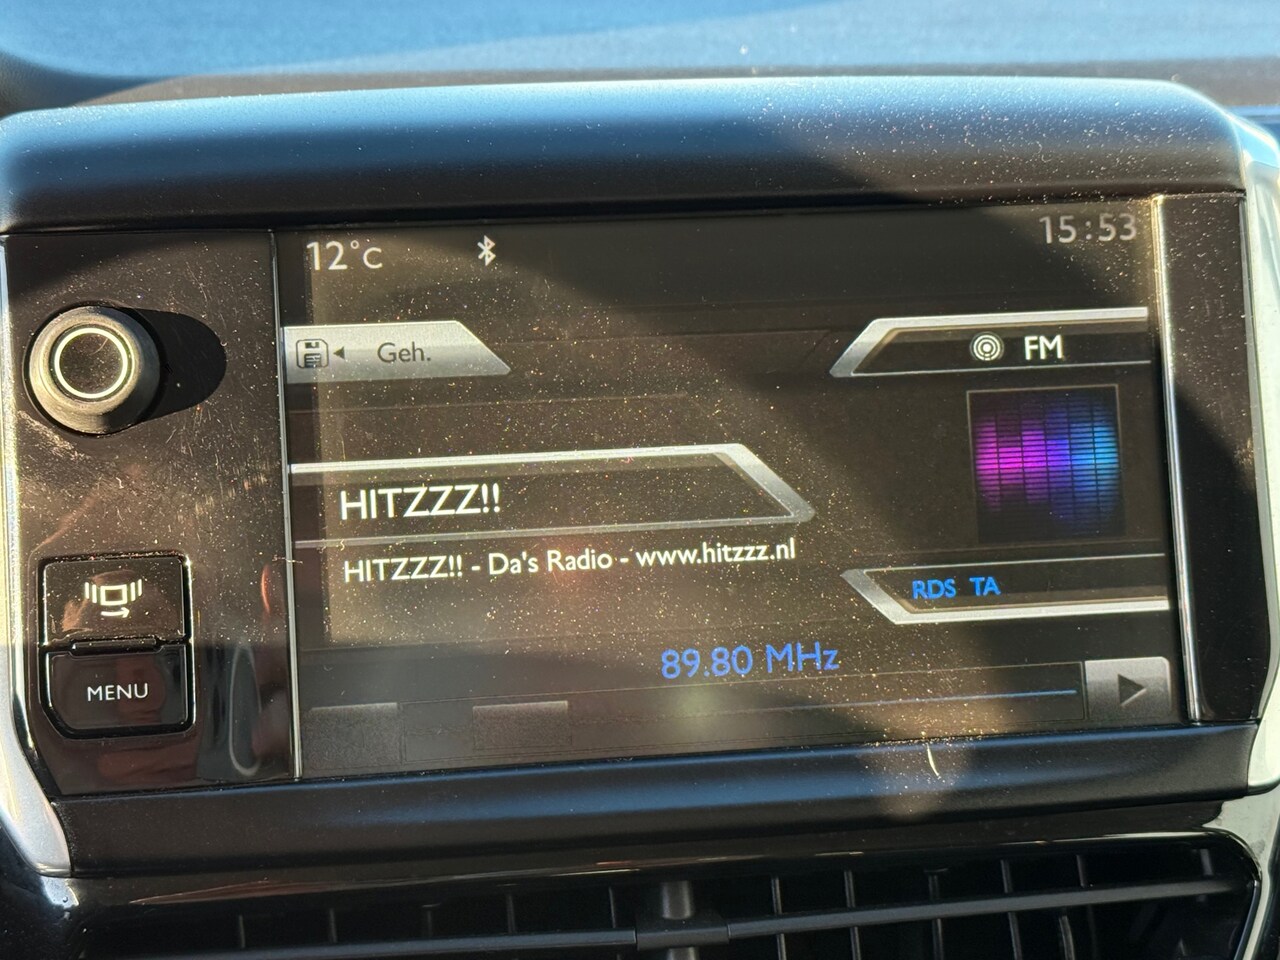 12°C 15:53
Geh. FM
HITZZZ!!
HITZZZ!! - Da's Radio - www.hitzzz.nl
RDS TA
89.80 MHz
MENU